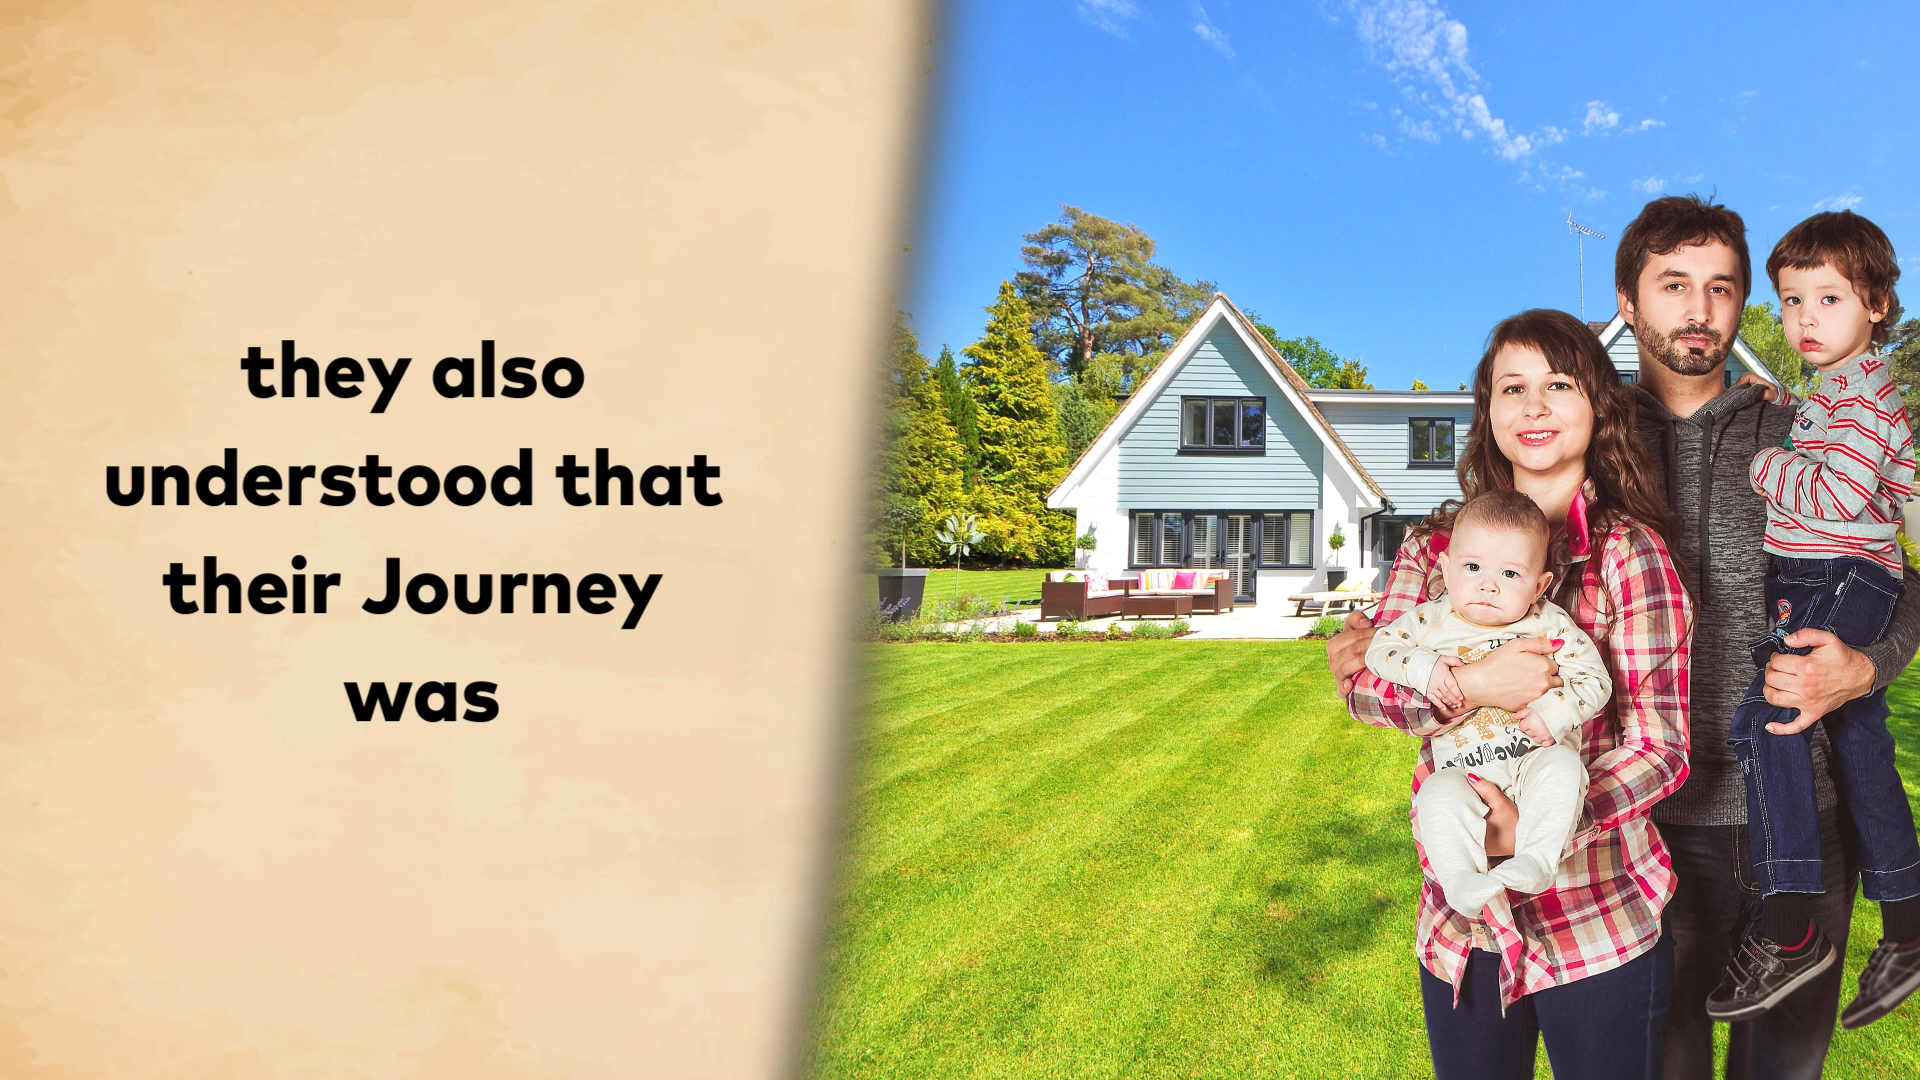 they also
understood that
their Journey
was